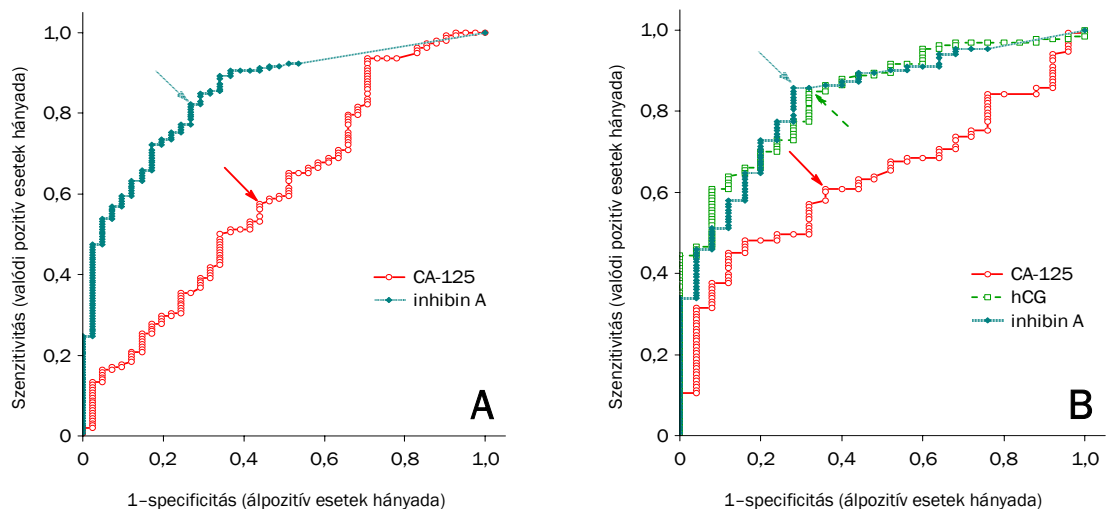 Szenzitivitás (valódi pozitív esetek hányada)
1,0
0,8
0,6
0,4
0,2
0
CA-125
inhibin A
A
0 0,2 0,4 0,6 0,8 1,0
1–specificitás (álpozitív esetek hányada)
Szenzitivitás (valódi pozitív esetek hányada)
1,0
0,8
0,6
0,4
0,2
0
CA-125
hCG
inhibin A
B
0 0,2 0,4 0,6 0,8 1,0
1–specificitás (álpozitív esetek hányada)